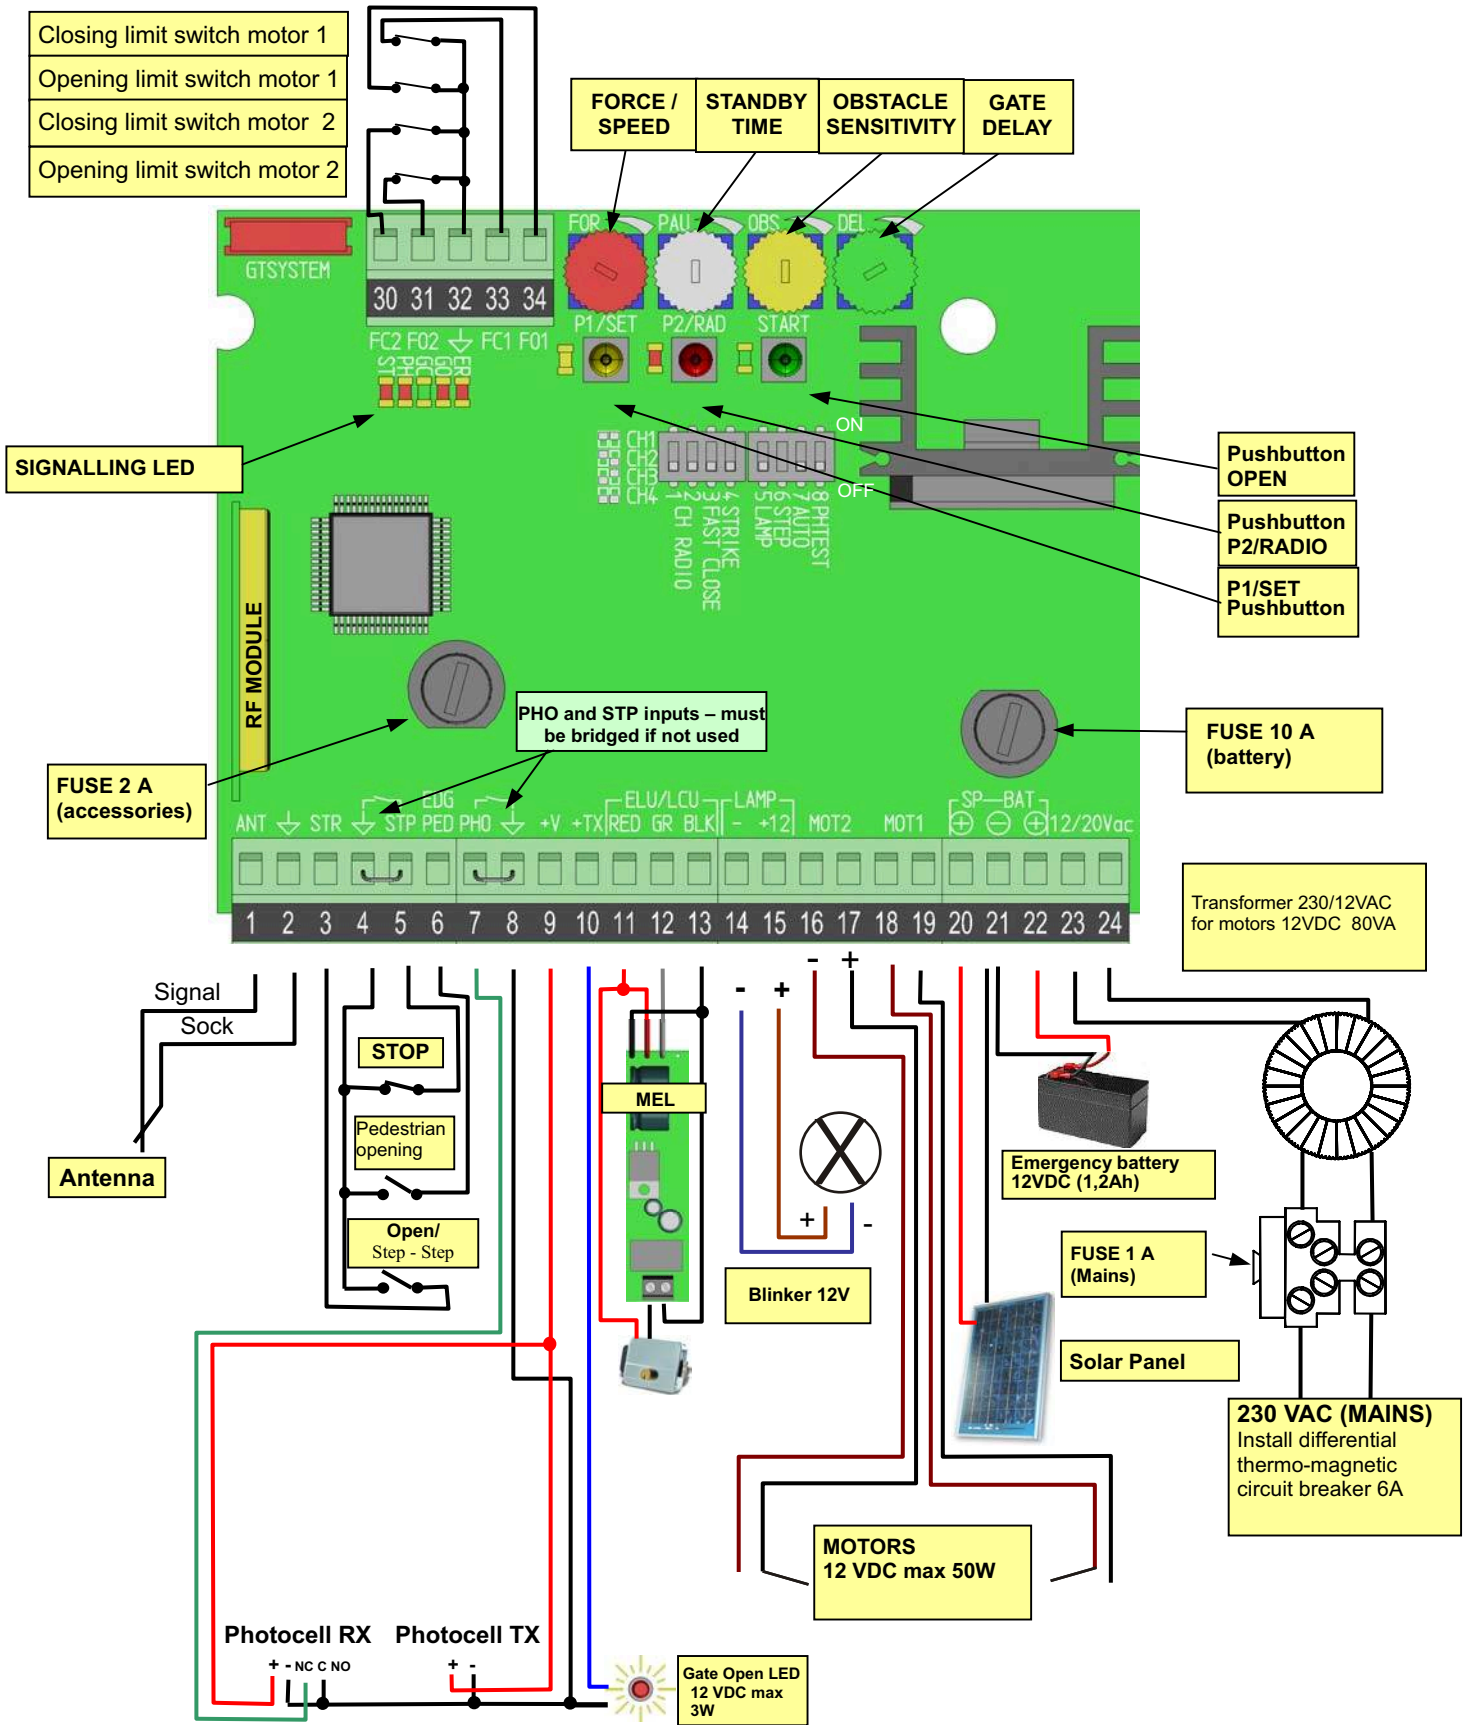 Closing limit switch motor 1
Opening limit switch motor 1
Closing limit switch motor 2
Opening limit switch motor 2
FORCE /
SPEED
STANDBY
TIME
OBSTACLE
SENSITIVITY
GATE
DELAY
GTSYSTEM
FOR
PAU
OBS
DEL
30 31 32 33 34
FC2 FO2 FC1 FO1
P1/SET
P2/RAD
START
ST
PH
GC
GO
ER
SIGNALLING LED
CH1
CH2
CH3
CH4
ON
OFF
1
2 CH RADIO
3 FAST CLOSE
4 STRIKE
5 LAMP
6 STEP
7 AUTO
8 PHTEST
Pushbutton
OPEN
Pushbutton
P2/RADIO
P1/SET
Pushbutton
RF MODULE
PHO and STP inputs – must
be bridged if not used
FUSE 2 A
(accessories)
FUSE 10 A
(battery)
EDG
ELU/LCU
LAMP
SP—BAT
ANT STR STP PED PHO +V +TX RED GR BLK - +12 MOT2 MOT1 + - + 12/20Vac
1 2 3 4 5 6 7 8 9 10 11 12 13 14 15 16 17 18 19 20 21 22 23 24
Transformer 230/12VAC
for motors 12VDC 80VA
- +
- +
Signal
Sock
Antenna
STOP
Pedestrian
opening
Open/
Step - Step
MEL
+ -
Blinker 12V
Emergency battery
12VDC (1,2Ah)
FUSE 1 A
(Mains)
Solar Panel
230 VAC (MAINS)
Install differential
thermo-magnetic
circuit breaker 6A
MOTORS
12 VDC max 50W
Photocell RX
Photocell TX
+ - NC C NO
+ -
Gate Open LED
12 VDC max
3W